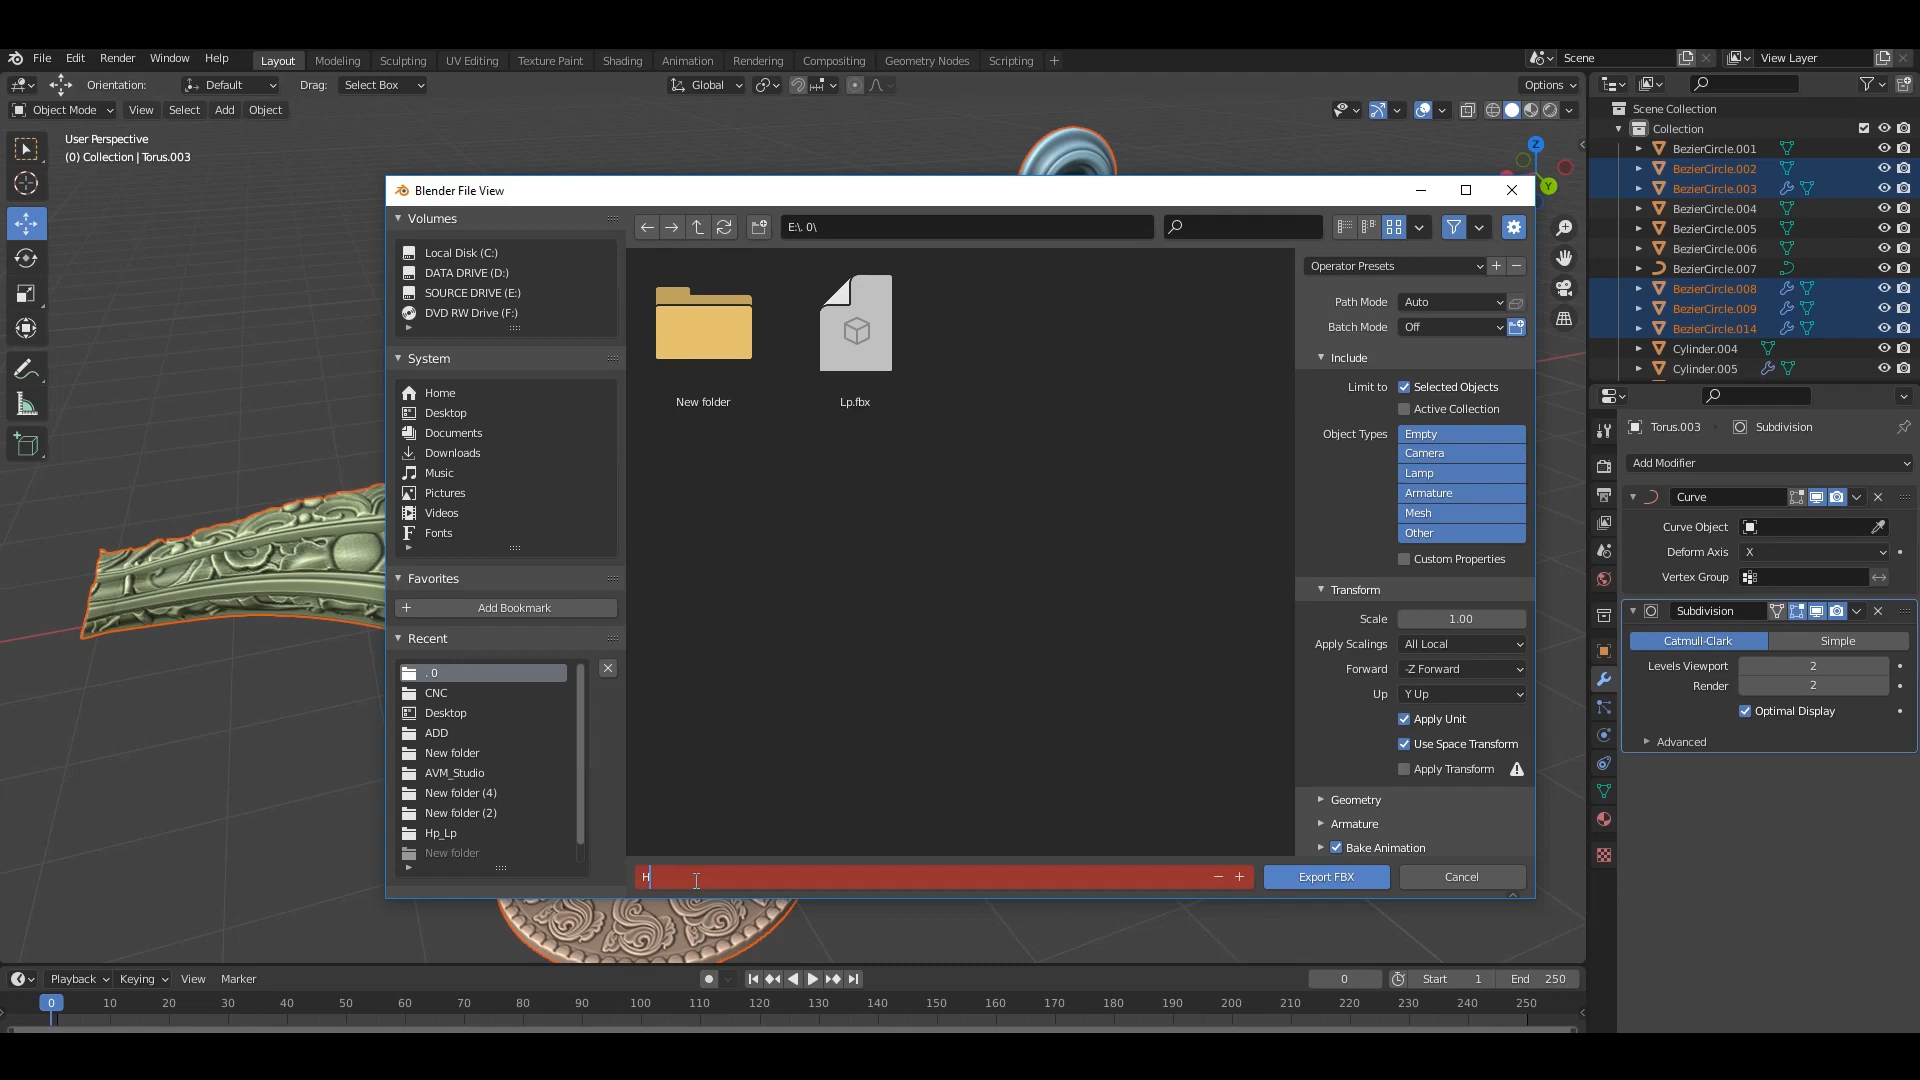 File Edit Render Window Help Layout Modeling Sculpting UV Editing Texture Paint Shading Animation Rendering Compositing Geometry Nodes Scripting + Scene View Layer
Orientation: Default Drag: Select Box Global Options
Object Mode View Select Add Object
User Perspective
(0) Collection | Torus.003
Z
Y
Blender File View
Volumes
Local Disk (C:)
DATA DRIVE (D:)
SOURCE DRIVE (E:)
DVD RW Drive (F:)
System
Home
Desktop
Documents
Downloads
Music
Pictures
Videos
Fonts
Favorites
Add Bookmark
Recent
. 0
CNC
Desktop
ADD
New folder
AVM_Studio
New folder (4)
New folder (2)
Hp_Lp
New folder
E:\. 0\
New folder
Lp.fbx
Operator Presets
Path Mode Auto
Batch Mode Off
Include
Limit to Selected Objects
Active Collection
Object Types Empty
Camera
Lamp
Armature
Mesh
Other
Custom Properties
Transform
Scale 1.00
Apply Scalings All Local
Forward -Z Forward
Up Y Up
Apply Unit
Use Space Transform
Apply Transform
Geometry
Armature
Bake Animation
H
Export FBX
Cancel
Scene Collection
Collection
BezierCircle.001
BezierCircle.002
BezierCircle.003
BezierCircle.004
BezierCircle.005
BezierCircle.006
BezierCircle.007
BezierCircle.008
BezierCircle.009
BezierCircle.014
Cylinder.004
Cylinder.005
Torus.003 Subdivision
Add Modifier
Curve
Curve Object
Deform Axis X
Vertex Group
Subdivision
Catmull-Clark Simple
Levels Viewport 2
Render 2
Optimal Display
Advanced
Playback Keying View Marker 0 Start 1 End 250
0 10 20 30 40 50 60 70 80 90 100 110 120 130 140 150 160 170 180 190 200 210 220 230 240 250